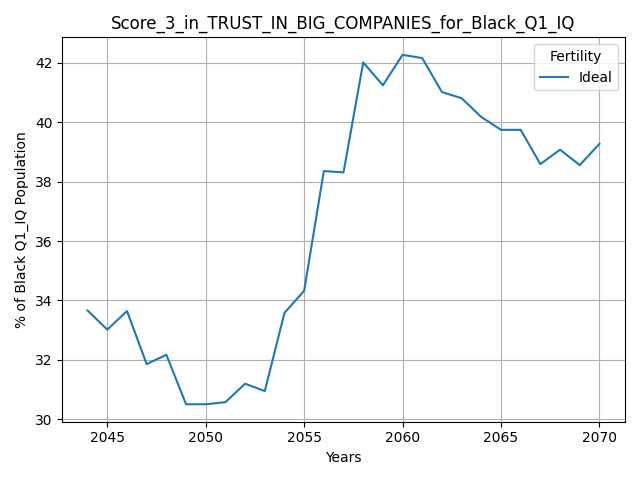 Score_3_in_TRUST_IN_BIG_COMPANIES_for_Black_Q1_IQ
Fertility
Ideal
% of Black Q1_IQ Population
42
40
38
36
34
32
30
2045 2050 2055 2060 2065 2070
Years